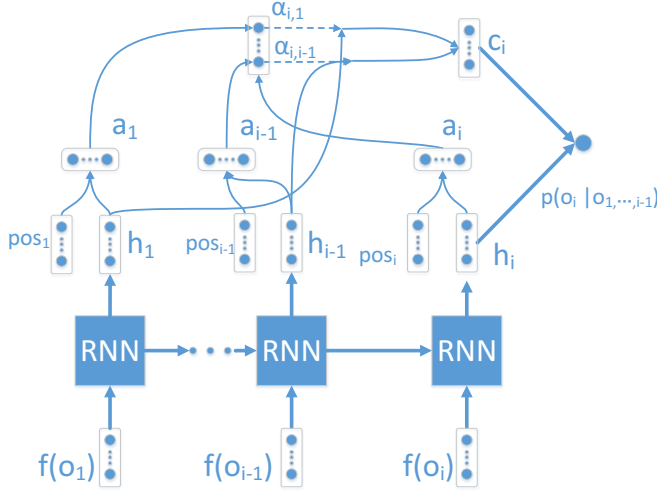 α_{i,1}
α_{i,i-1}
c_i
a_1
a_{i-1}
a_i
p(o_i |o_{1,…,i-1})
pos_1
h_1
pos_{i-1}
h_{i-1}
pos_i
h_i
RNN
RNN
RNN
f(o_1)
f(o_{i-1})
f(o_i)